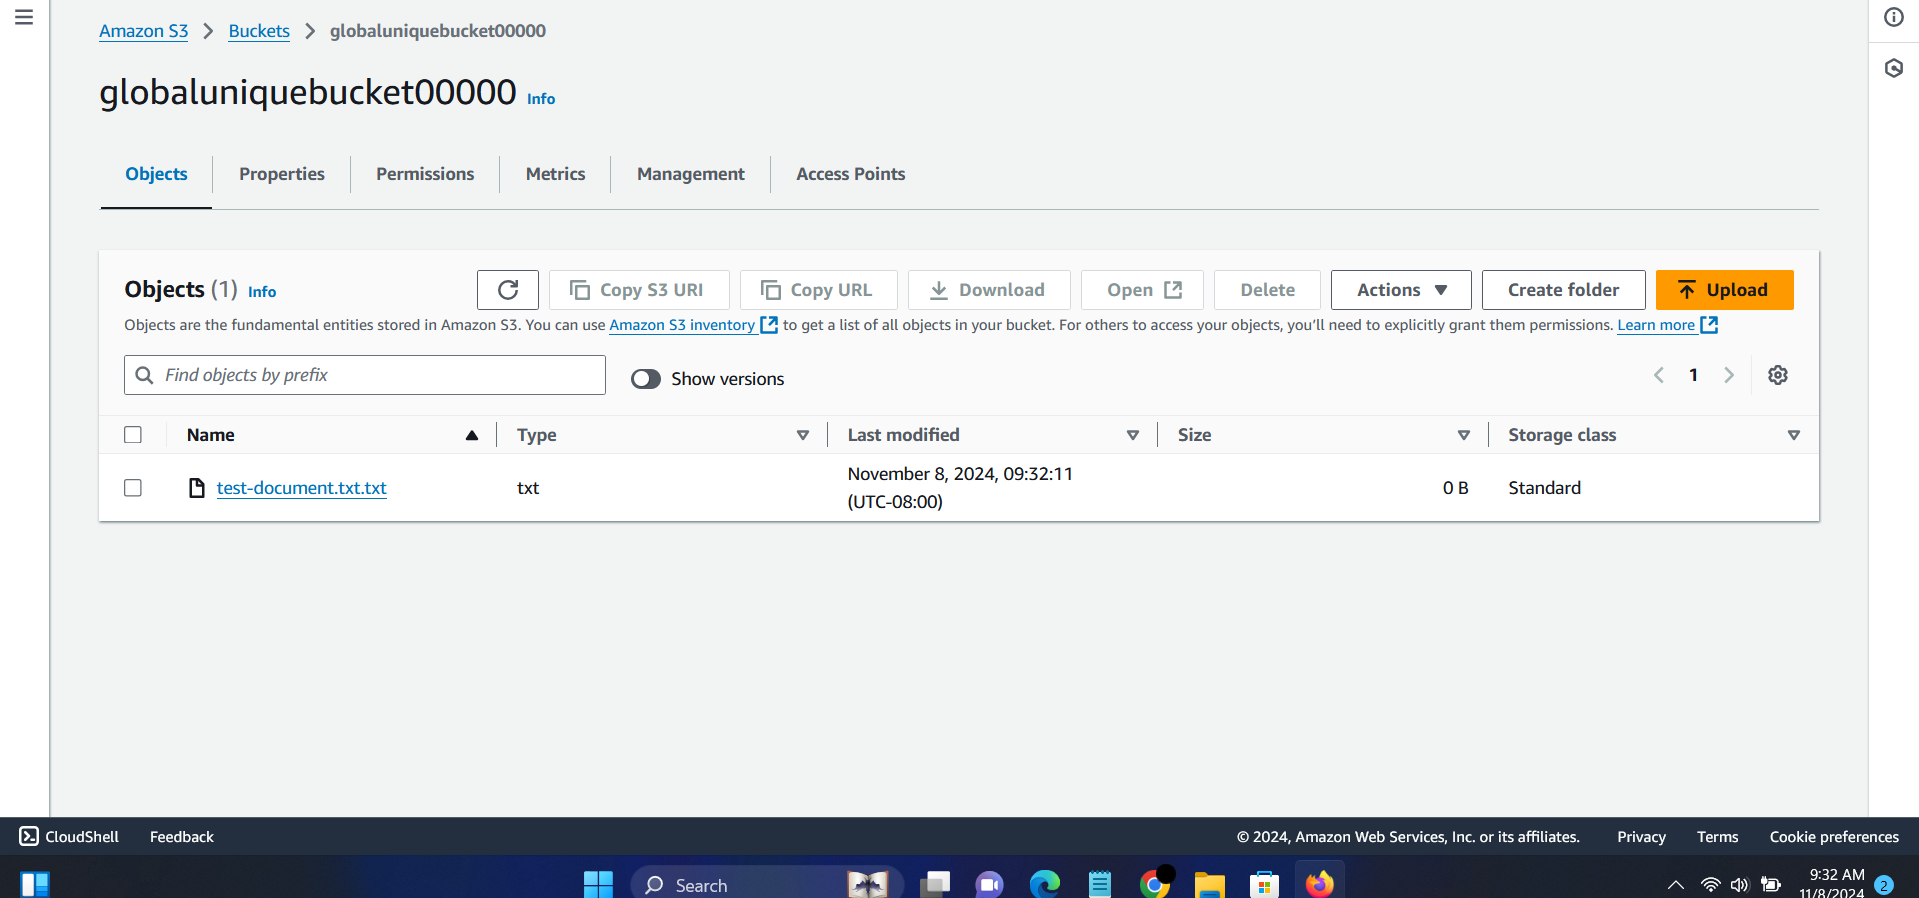 Amazon S3 > Buckets > globaluniquebucket00000
globaluniquebucket00000 Info
Objects Properties Permissions Metrics Management Access Points
Objects (1) Info Copy S3 URI Copy URL Download Open Delete Actions Create folder Upload
Objects are the fundamental entities stored in Amazon S3. You can use Amazon S3 inventory to get a list of all objects in your bucket. For others to access your objects, you'll need to explicitly grant them permissions. Learn more
Find objects by prefix Show versions 1
Name Type Last modified Size Storage class
test-document.txt.txt txt November 8, 2024, 09:32:11 0 B Standard
(UTC-08:00)
CloudShell Feedback © 2024, Amazon Web Services, Inc. or its affiliates. Privacy Terms Cookie preferences
Search 9:32 AM
11/8/2024 2